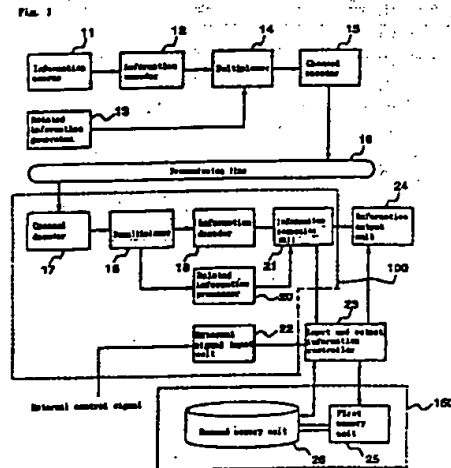 Fig. 1
11
12
14
15
Information source
Information encoder
Multiplexer
Channel encoder
13
Related information generator
16
Transmission line
24
Channel decoder
Demultiplexer
Information decoder
Information output unit
17
18
19
21
100
Related information processor
20
23
22
External signal input unit
Input and output information controller
External control signal
150
Second memory unit
First memory unit
26
25